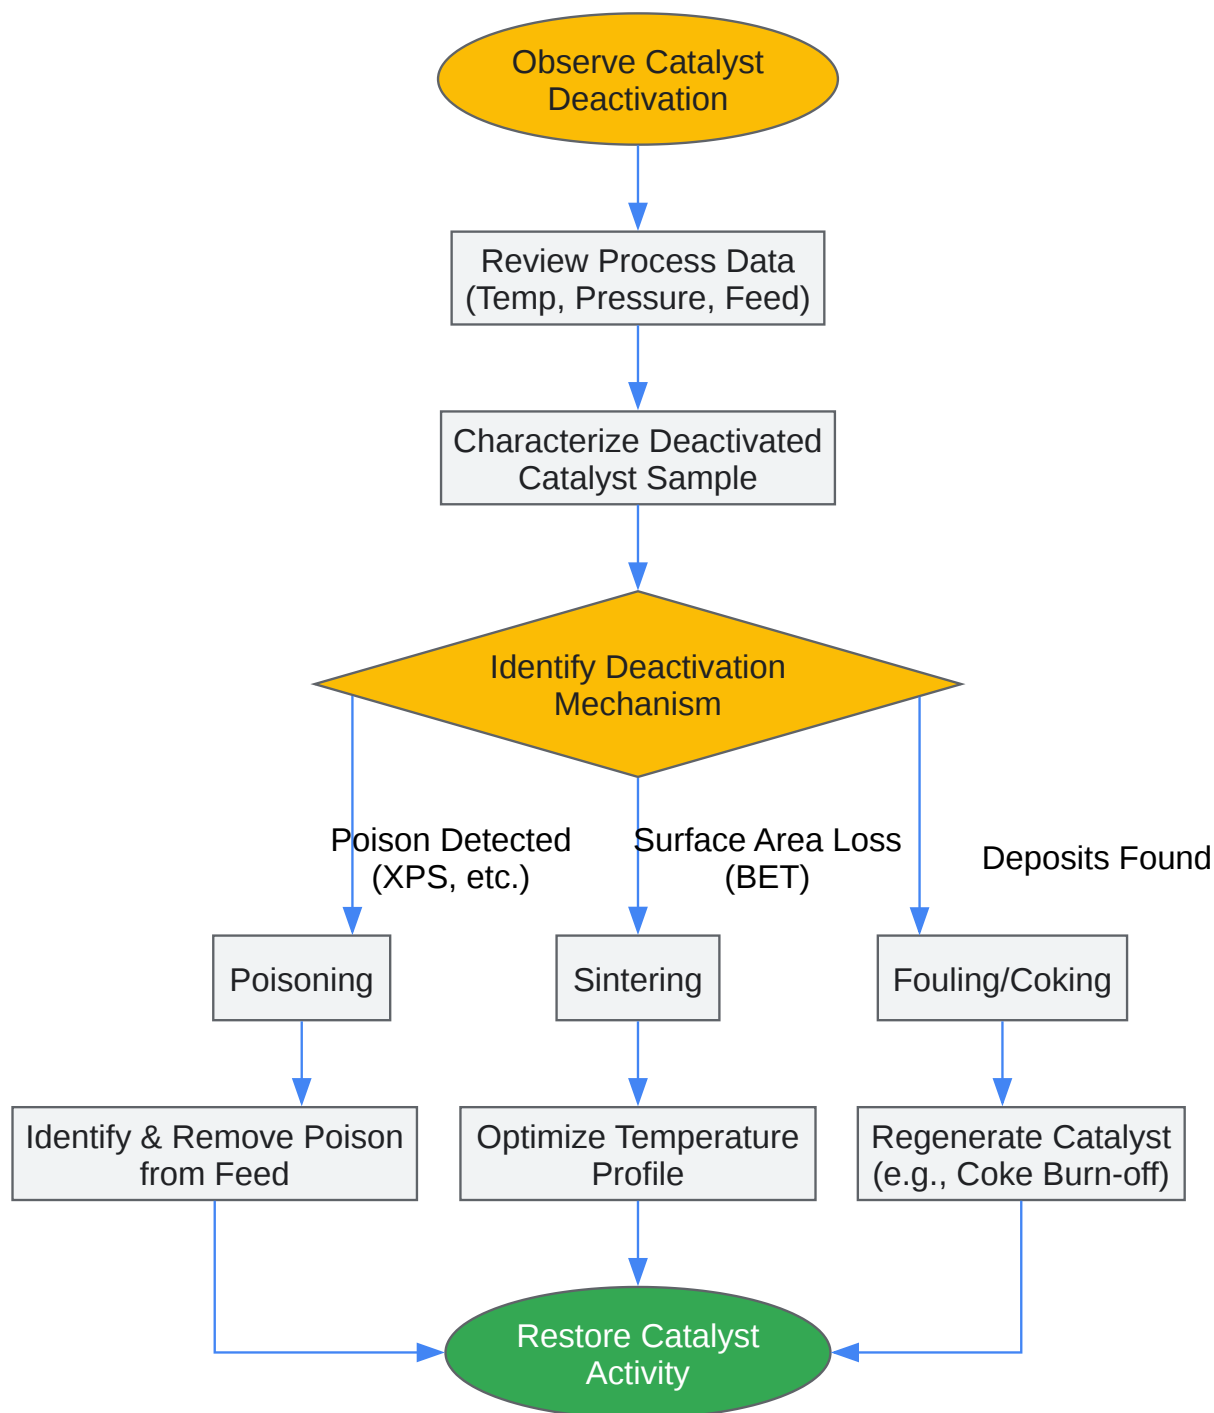 Observe Catalyst
Deactivation
Review Process Data
(Temp, Pressure, Feed)
Characterize Deactivated
Catalyst Sample
Identify Deactivation
Mechanism
Poison Detected
(XPS, etc.)
Surface Area Loss
(BET)
Deposits Found
Poisoning
Sintering
Fouling/Coking
Identify & Remove Poison
from Feed
Optimize Temperature
Profile
Regenerate Catalyst
(e.g., Coke Burn-off)
Restore Catalyst
Activity